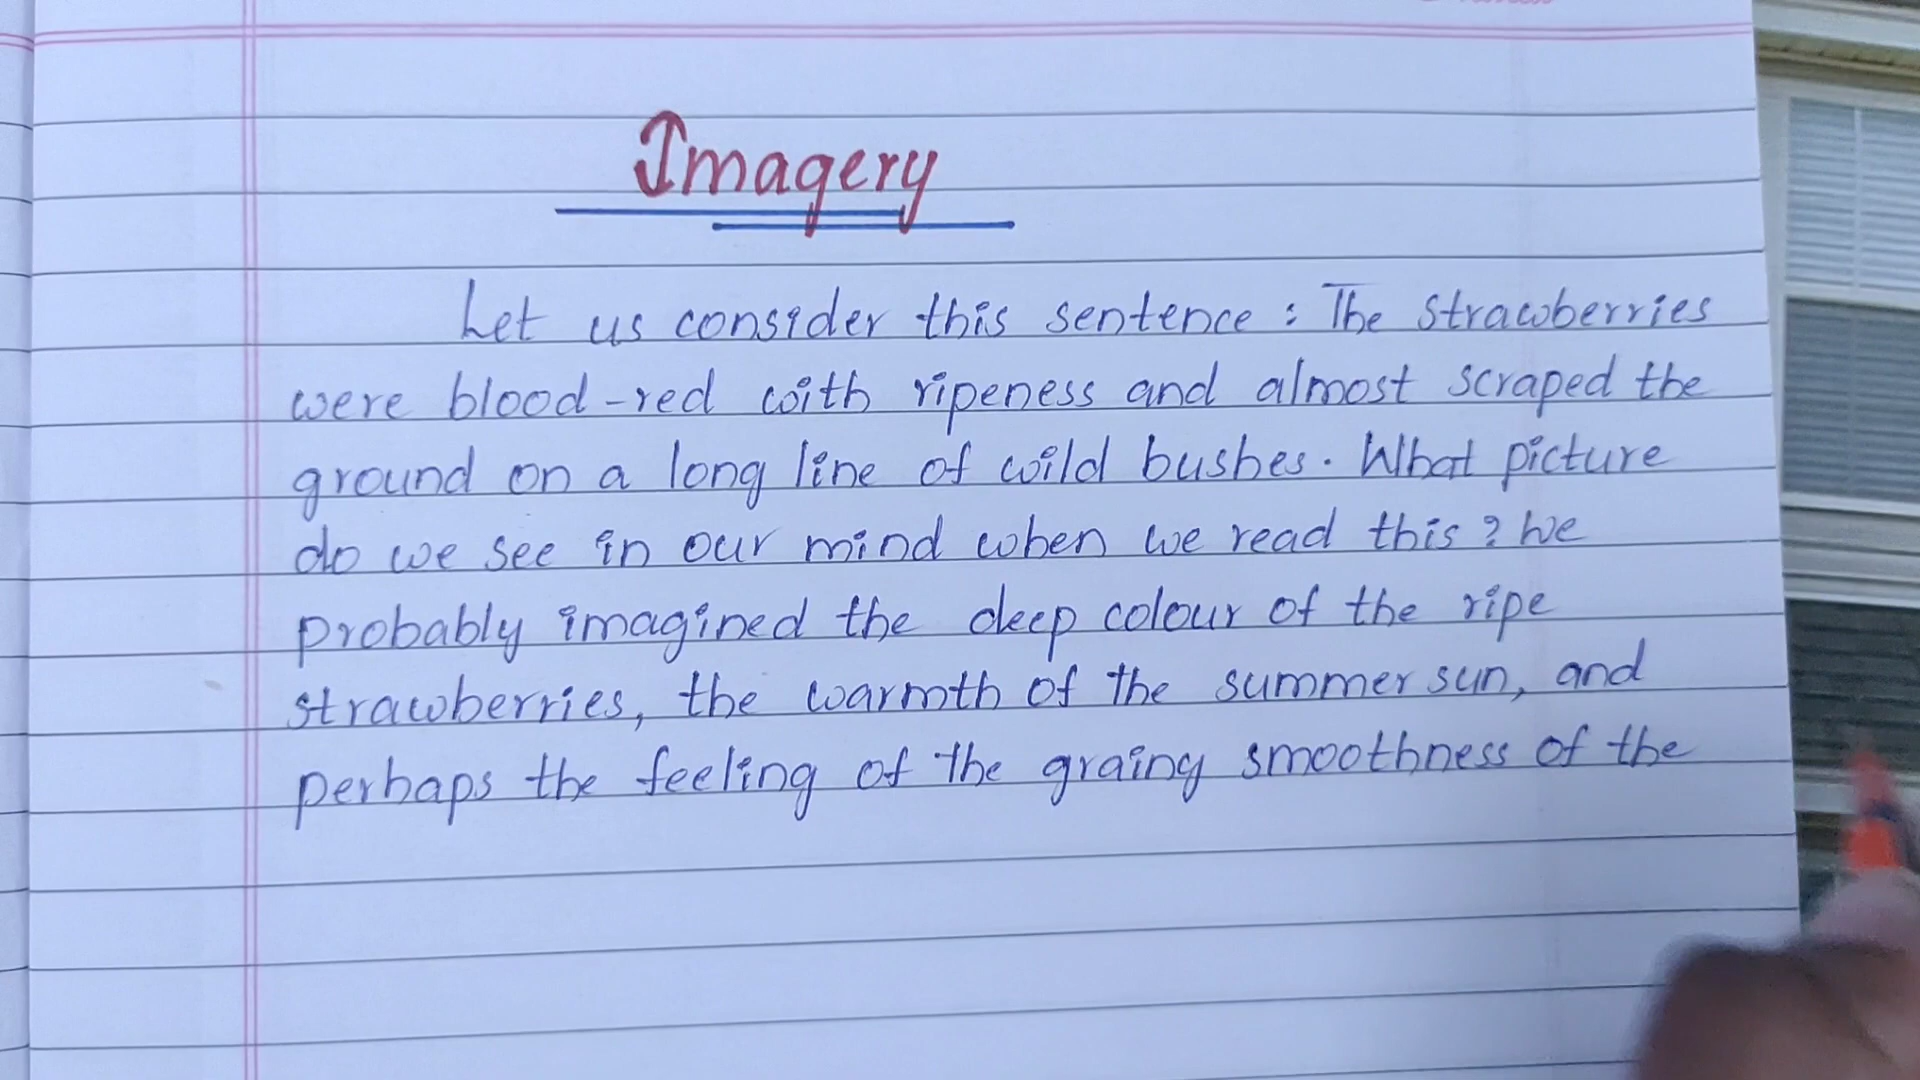 Imagery
Let us consider this sentence : The strawberries
were blood-red with ripeness and almost scraped the
ground on a long line of wild bushes. What picture
do we see in our mind when we read this? We
probably imagined the deep colour of the ripe
strawberries, the warmth of the summer sun, and
perhaps the feeling of the graing smoothness of the